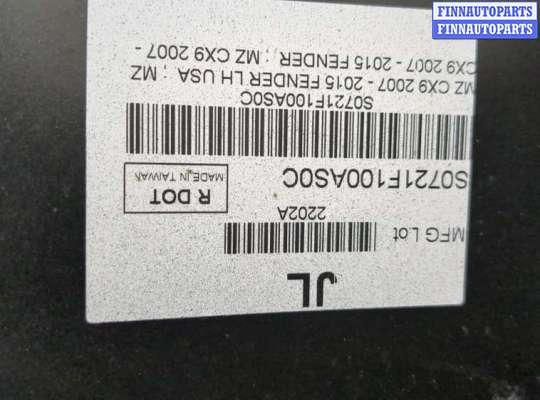 FINNAUTOPARTS
FINNAUTOPARTS
JL
MFG Lot
2202A
S0721F100AS0C
R DOT
MADE IN TAIWAN
S0721F100AS0C
MZ CX9 2007 - 2015 FENDER LH USA ; MZ
CX9 2007 - 2015 FENDER ; MZ CX9 2007 -